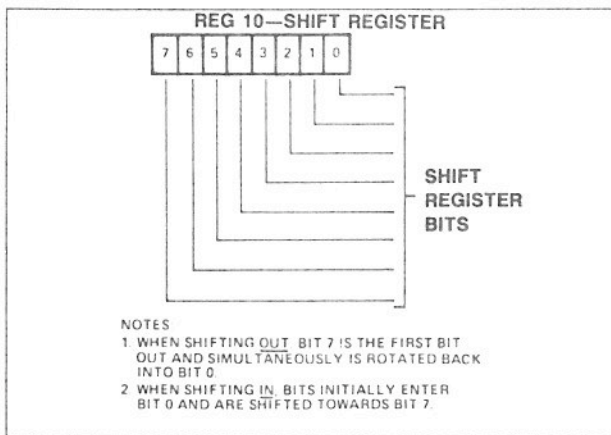 REG 10—SHIFT REGISTER
7 6 5 4 3 2 1 0
SHIFT
REGISTER
BITS
NOTES
1. WHEN SHIFTING OUT BIT 7 IS THE FIRST BIT
OUT AND SIMULTANEOUSLY IS ROTATED BACK
INTO BIT 0.
2. WHEN SHIFTING IN, BITS INITIALLY ENTER
BIT 0 AND ARE SHIFTED TOWARDS BIT 7.